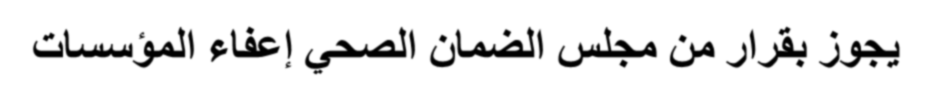 يجوز بقرار من مجلس الضمان الصحي إعفاء المؤسسات